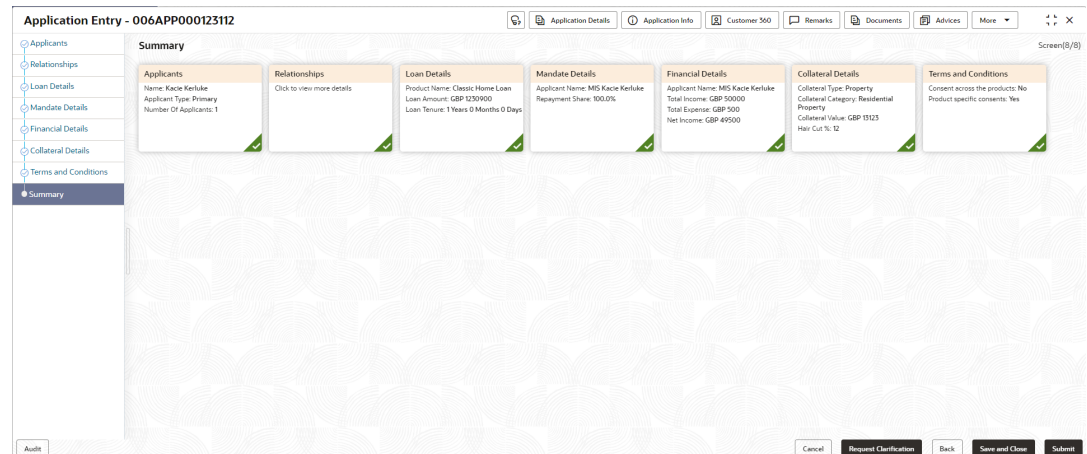 Application Entry - 006APP000123112
Application Details
Application Info
Customer 360
Remarks
Documents
Advices
More
Applicants
Relationships
Loan Details
Mandate Details
Financial Details
Collateral Details
Terms and Conditions
Summary
Summary
Screen(8/8)
Applicants
Name: Kacie Kerluke
Applicant Type: Primary
Number Of Applicants: 1
Relationships
Click to view more details
Loan Details
Product Name: Classic Home Loan
Loan Amount: GBP 1230900
Loan Tenure: 1 Years 0 Months 0 Days
Mandate Details
Applicant Name: MIS Kacie Kerluke
Repayment Share: 100.0%
Financial Details
Applicant Name: MIS Kacie Kerluke
Total Income: GBP 50000
Total Expense: GBP 500
Net Income: GBP 49500
Collateral Details
Collateral Type: Property
Collateral Category: Residential
Property
Collateral Value: GBP 13123
Hair Cut %: 12
Terms and Conditions
Consent across the products: No
Product specific consents: Yes
Audit
Cancel
Request Clarification
Back
Save and Close
Submit